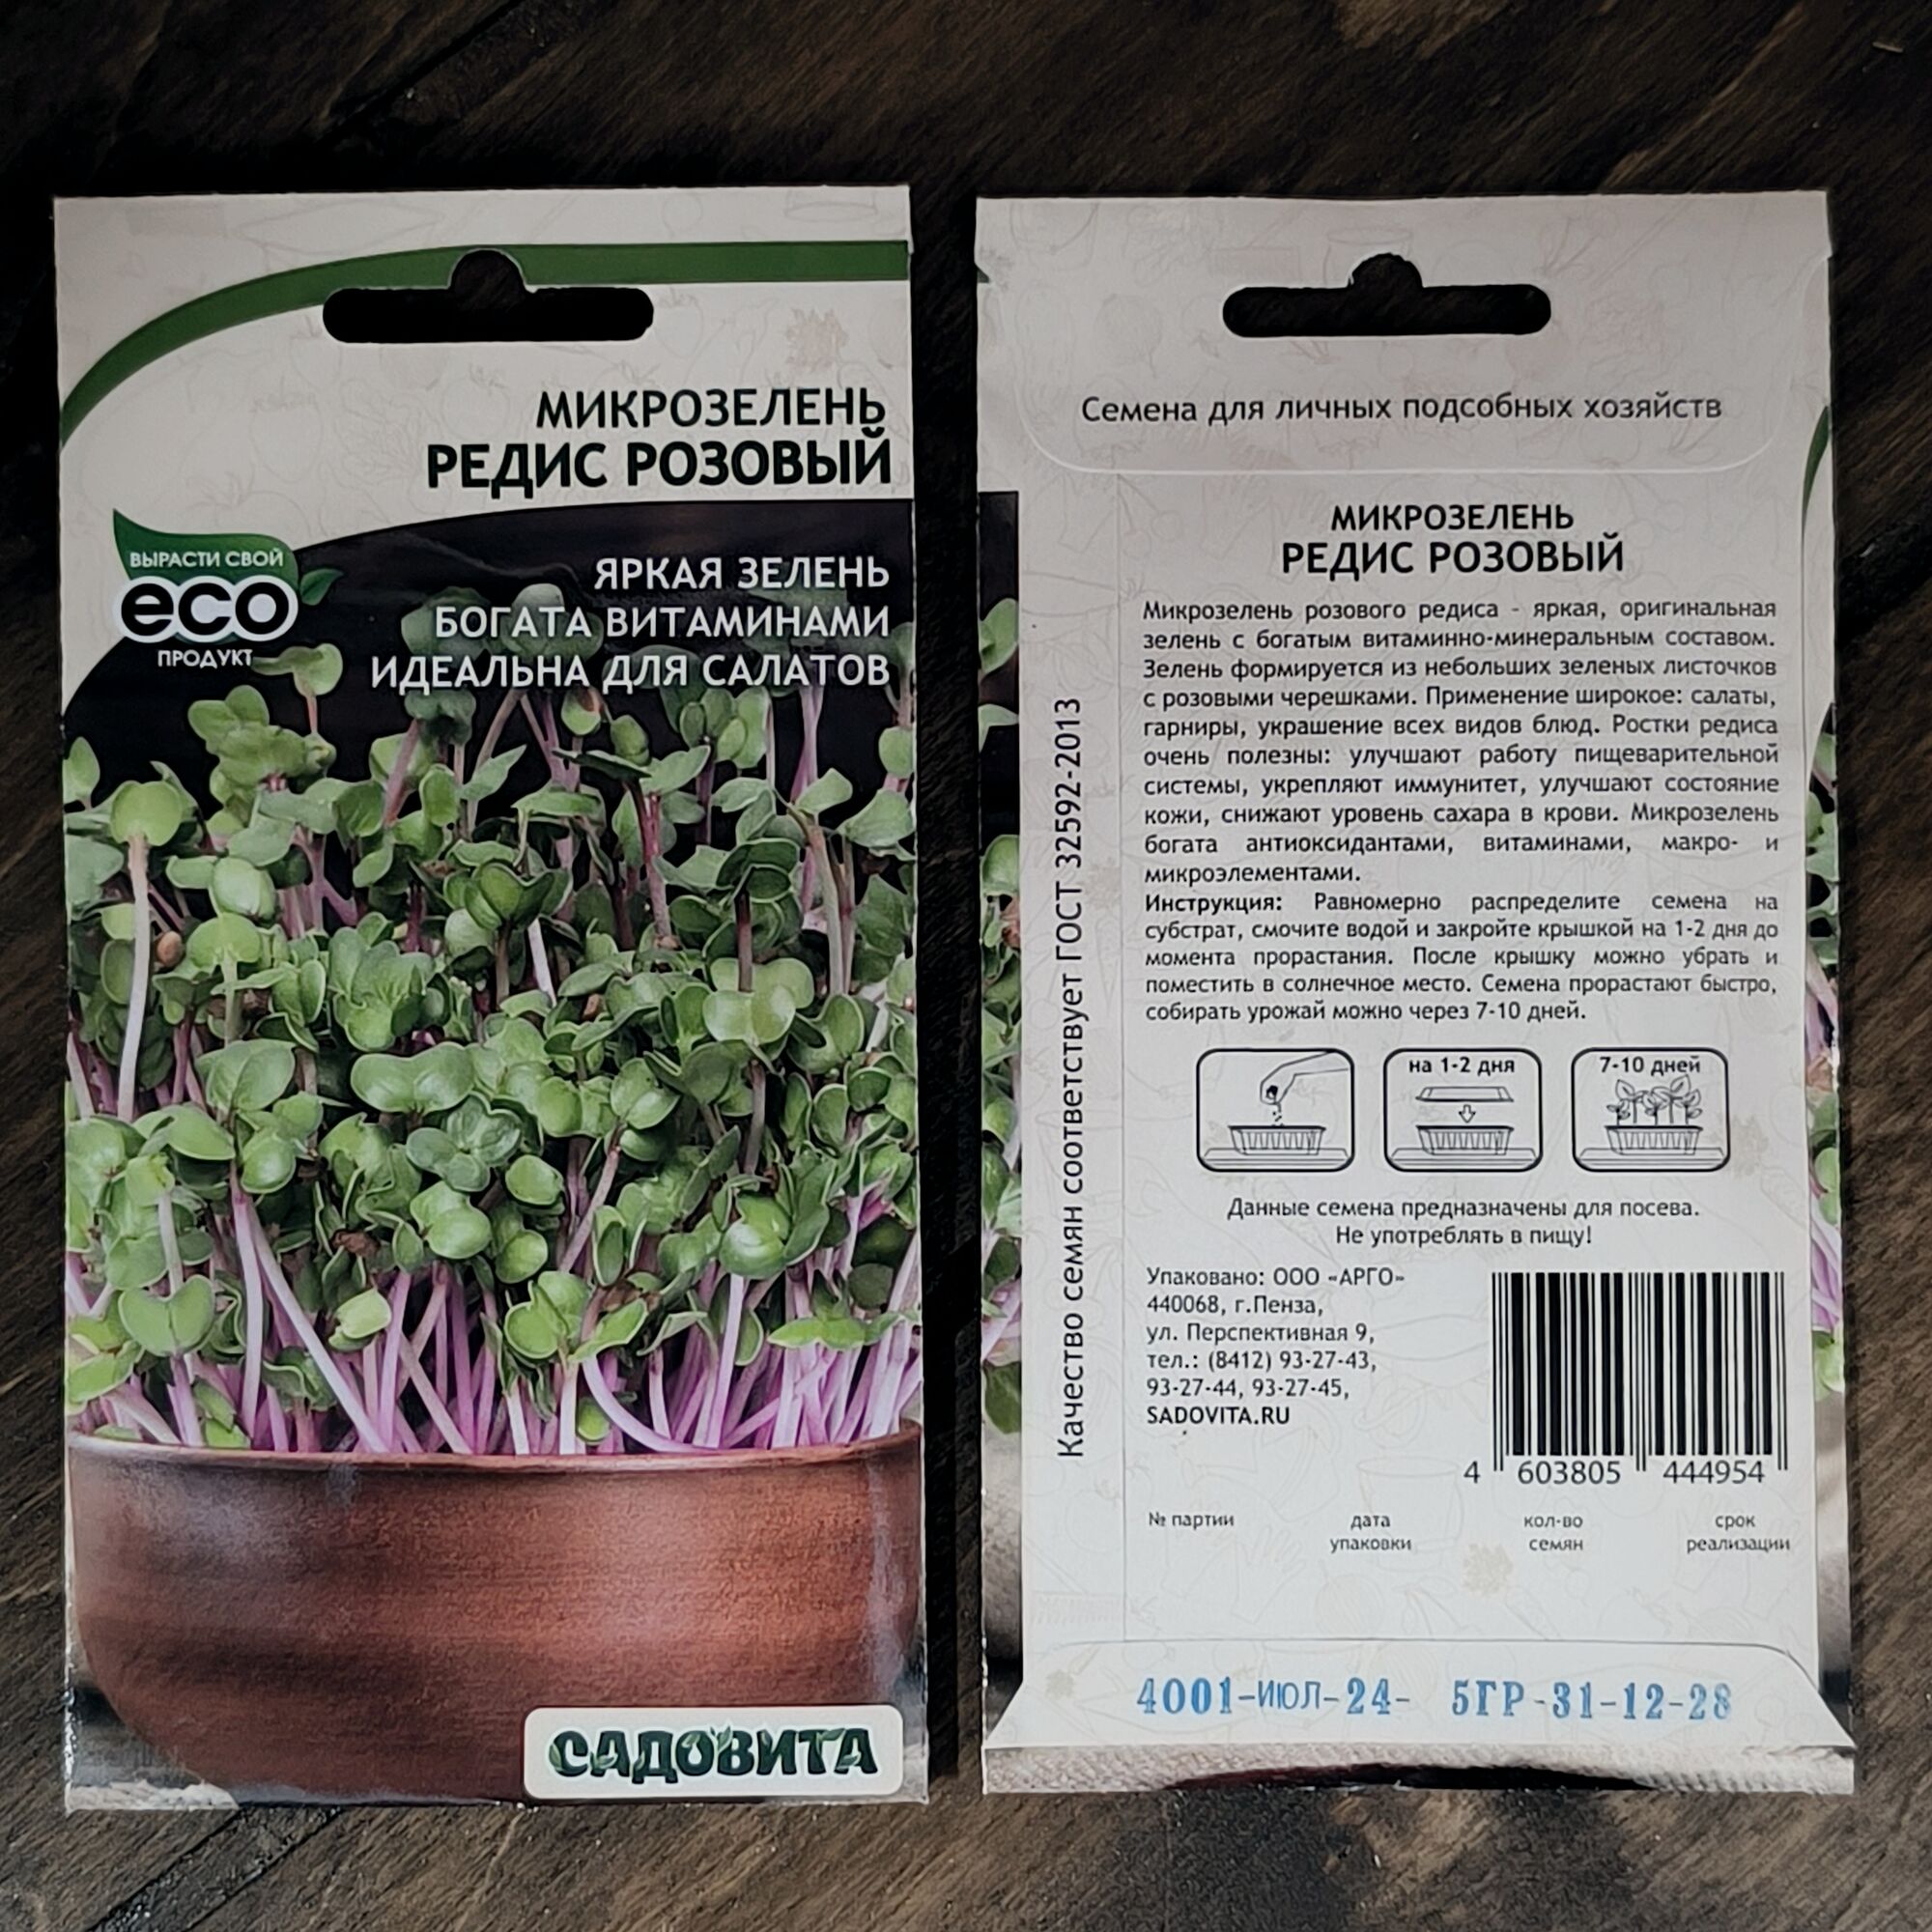 МИКРОЗЕЛЕНЬ
РЕДИС РОЗОВЫЙ
ВЫРАСТИ СВОЙ
eco
ПРОДУКТ
ЯРКАЯ ЗЕЛЕНЬ
БОГАТА ВИТАМИНАМИ
ИДЕАЛЬНА ДЛЯ САЛАТОВ
САДОВИТА
Семена для личных подсобных хозяйств
Качество семян соответствует ГОСТ 32592-2013
МИКРОЗЕЛЕНЬ
РЕДИС РОЗОВЫЙ
Микрозелень розового редиса - яркая, оригинальная
зелень с богатым витаминно-минеральным составом.
Зелень формируется из небольших зеленых листочков
с розовыми черешками. Применение широкое: салаты,
гарниры, украшение всех видов блюд. Ростки редиса
очень полезны: улучшают работу пищеварительной
системы, укрепляют иммунитет, улучшают состояние
кожи, снижают уровень сахара в крови. Микрозелень
богата антиоксидантами, витаминами, макро- и
микроэлементами.
Инструкция: Равномерно распределите семена на
субстрат, смочите водой и закройте крышкой на 1-2 дня до
момента прорастания. После крышку можно убрать и
поместить в солнечное место. Семена прорастают быстро,
собирать урожай можно через 7-10 дней.
на 1-2 дня
7-10 дней
Данные семена предназначены для посева.
Не употреблять в пищу!
Упаковано: ООО «АРГО»
440068, г.Пенза,
ул. Перспективная 9,
тел.: (8412) 93-27-43,
93-27-44, 93-27-45,
SADOVITA.RU
4 603805 444954
№ партии
дата
упаковки
кол-во
семян
срок
реализации
4001-ИЮЛ-24- 5ГР-31-12-28